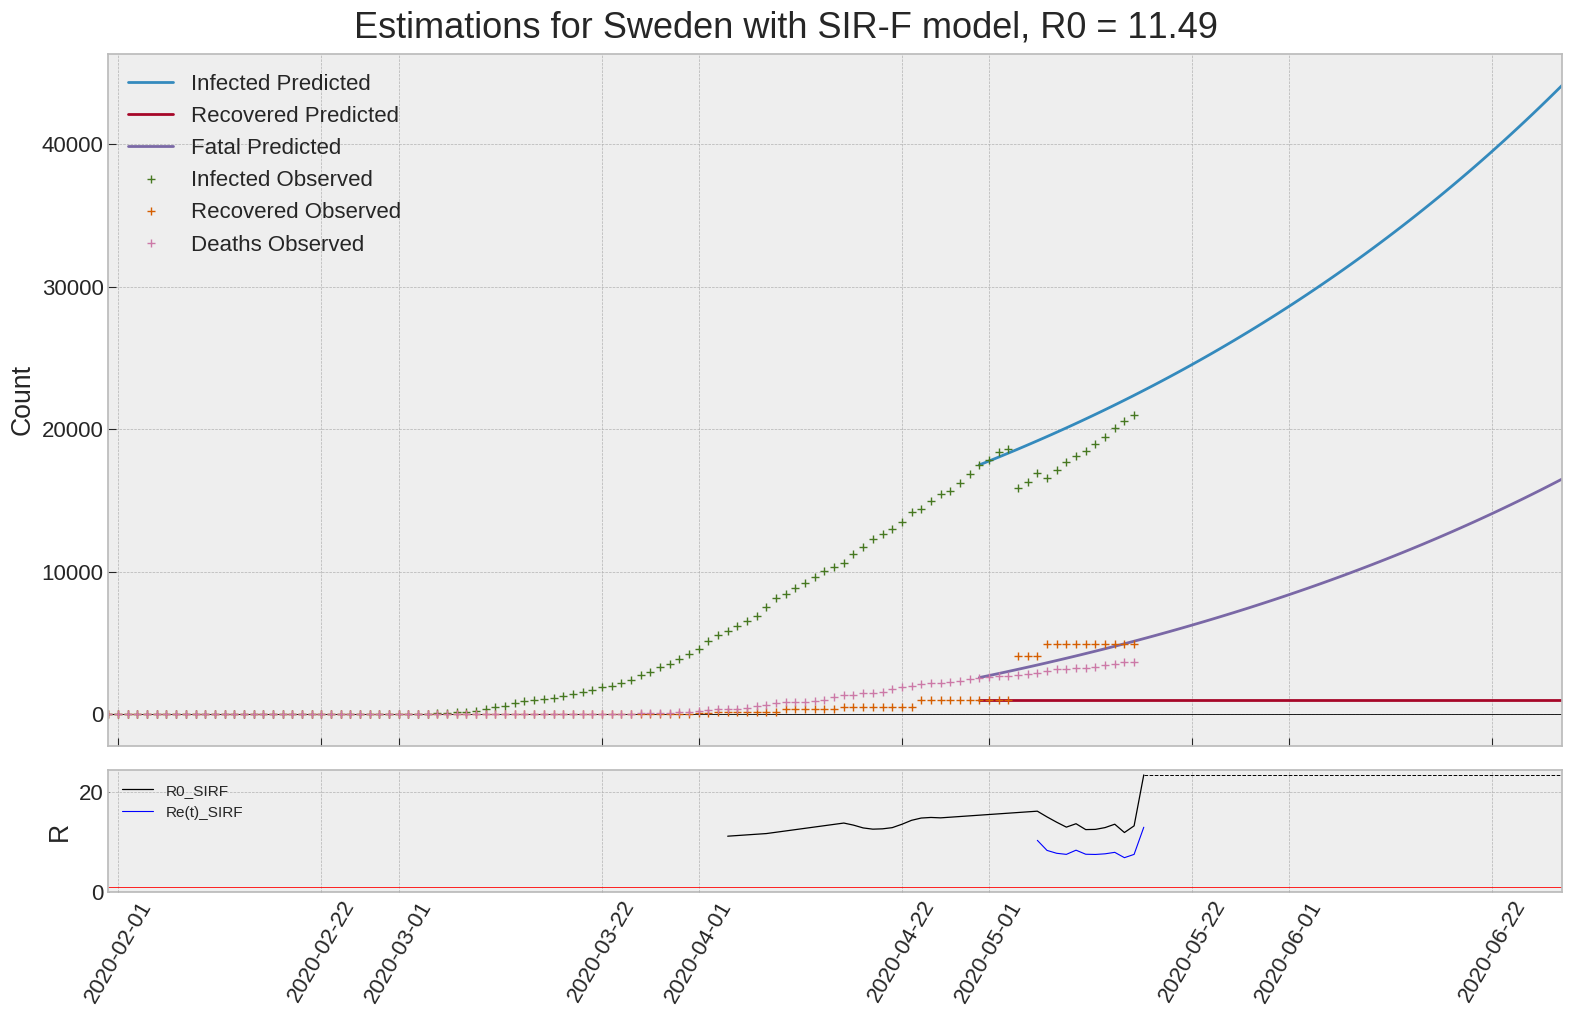 Estimations for Sweden with SIR-F model, R0 = 11.49
Infected Predicted
Recovered Predicted
Fatal Predicted
Infected Observed
Recovered Observed
Deaths Observed
Count
40000
30000
20000
10000
0
R0_SIRF
Re(t)_SIRF
R
20
0
2020-02-01
2020-02-22
2020-03-01
2020-03-22
2020-04-01
2020-04-22
2020-05-01
2020-05-22
2020-06-01
2020-06-22